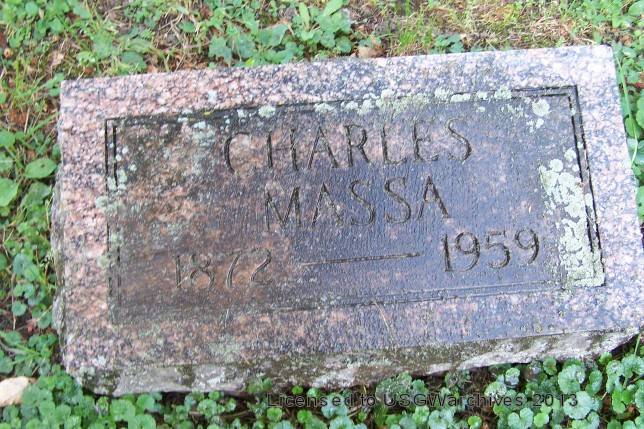 CHARLES
MASSA
1872 — 1959
Licensed to USGWarchives 2013